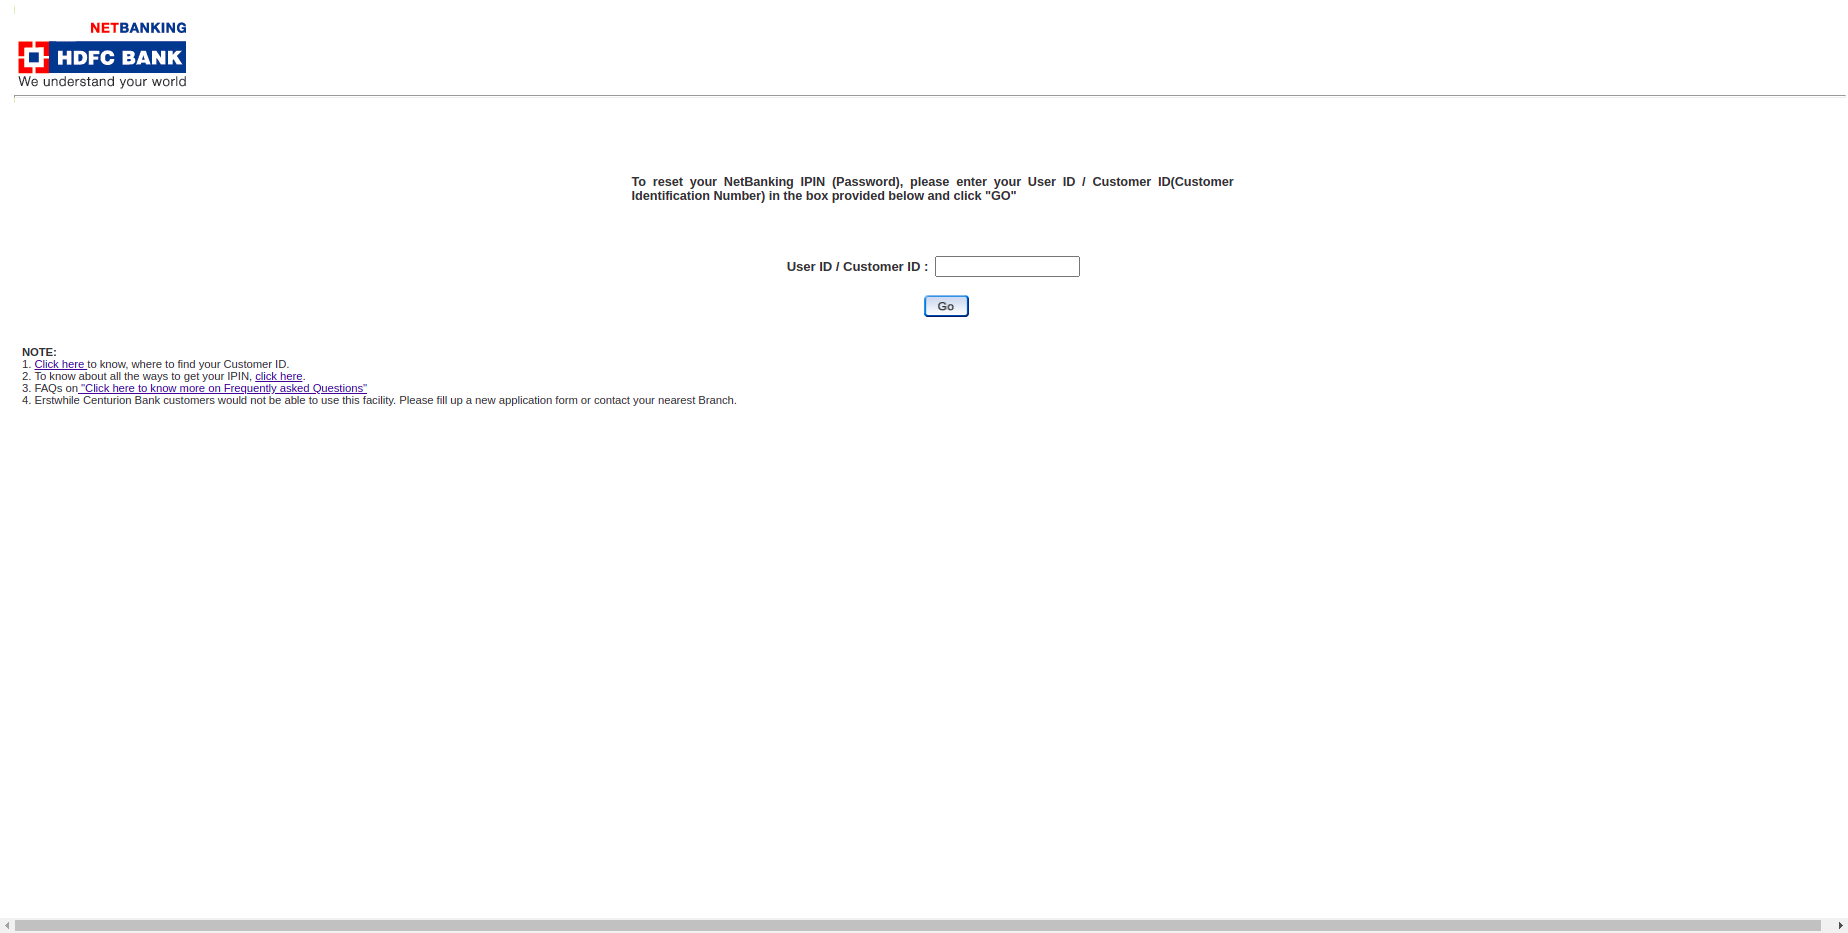 NETBANKING
HDFC BANK
We understand your world
To reset your NetBanking IPIN (Password), please enter your User ID / Customer ID(Customer
Identification Number) in the box provided below and click "GO"
User ID / Customer ID :
Go
NOTE:
1. Click here to know, where to find your Customer ID.
2. To know about all the ways to get your IPIN, click here.
3. FAQs on "Click here to know more on Frequently asked Questions"
4. Erstwhile Centurion Bank customers would not be able to use this facility. Please fill up a new application form or contact your nearest Branch.